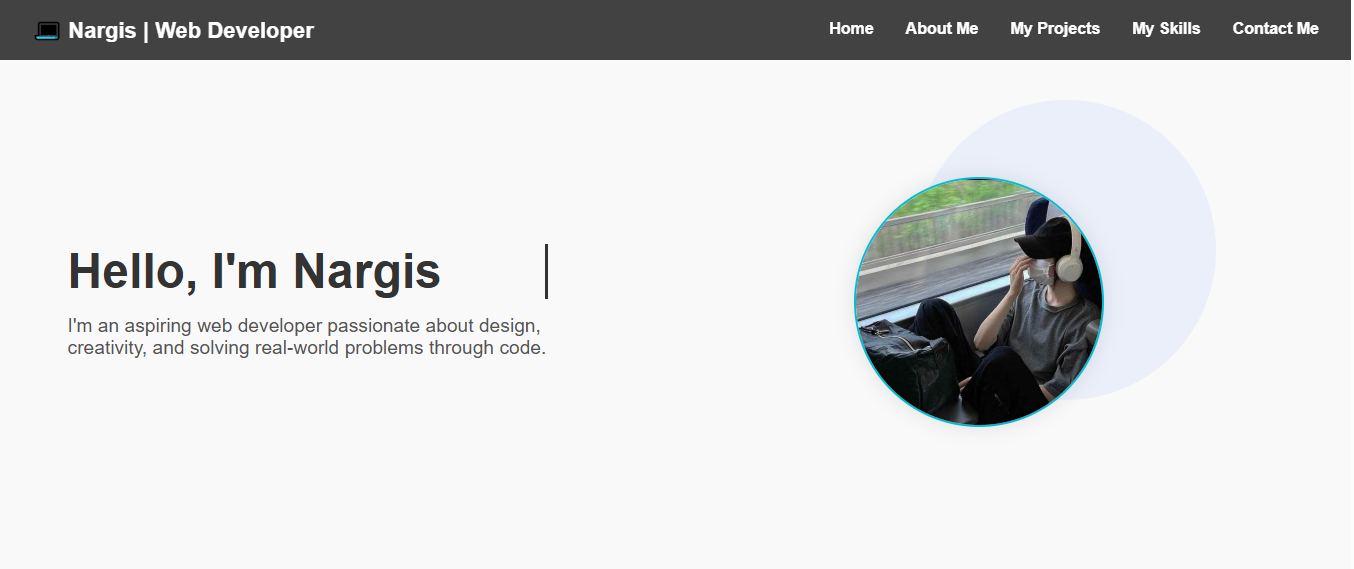 Nargis | Web Developer
Home About Me My Projects My Skills Contact Me
Hello, I'm Nargis
I'm an aspiring web developer passionate about design,
creativity, and solving real-world problems through code.